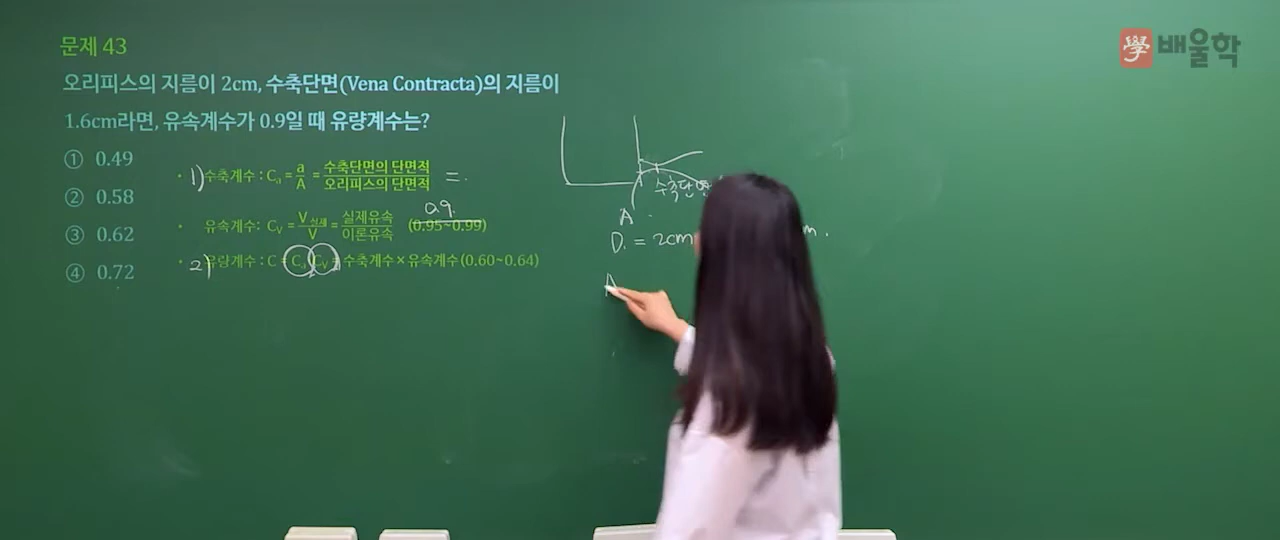 문제 43
學 배울학
오리피스의 지름이 2cm, 수축단면(Vena Contracta)의 지름이
1.6cm라면, 유속계수가 0.9일 때 유량계수는?
① 0.49
② 0.58
③ 0.62
④ 0.72
1) · 수축계수 : Cₐ = a/A = 수축단면의 단면적/오리피스의 단면적 = .
0.9.
· 유속계수: Cᵥ = V실제/V = 실제유속/이론유속 (0.95~0.99)
2) · 유량계수 : C = Cₐ Cᵥ = 수축계수 × 유속계수 (0.60~0.64)
수축단면
A
D. = 2cm m.
A